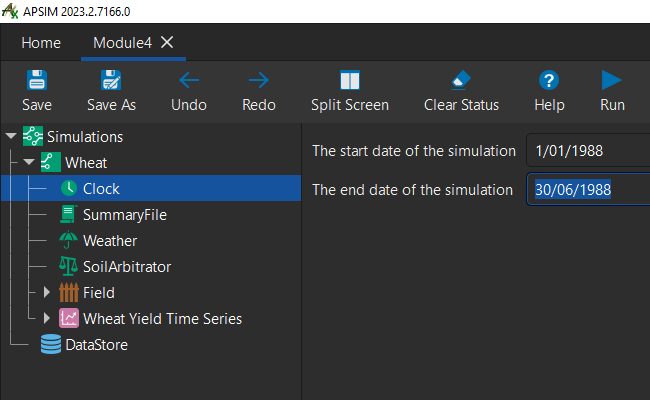 APSIM 2023.2.7166.0
Home Module4
Save Save As Undo Redo Split Screen Clear Status Help Run
Simulations
Wheat
Clock
SummaryFile
Weather
SoilArbitrator
Field
Wheat Yield Time Series
DataStore
The start date of the simulation 1/01/1988
The end date of the simulation 30/06/1988